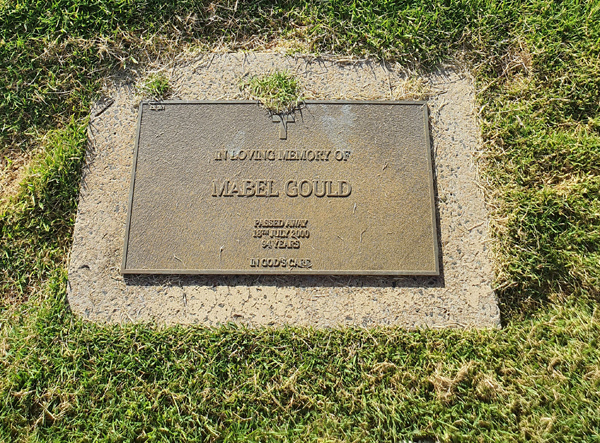 IN LOVING MEMORY OF
MABEL GOULD
PASSED AWAY
18TH JULY 2000
94 YEARS
IN GOD'S CARE